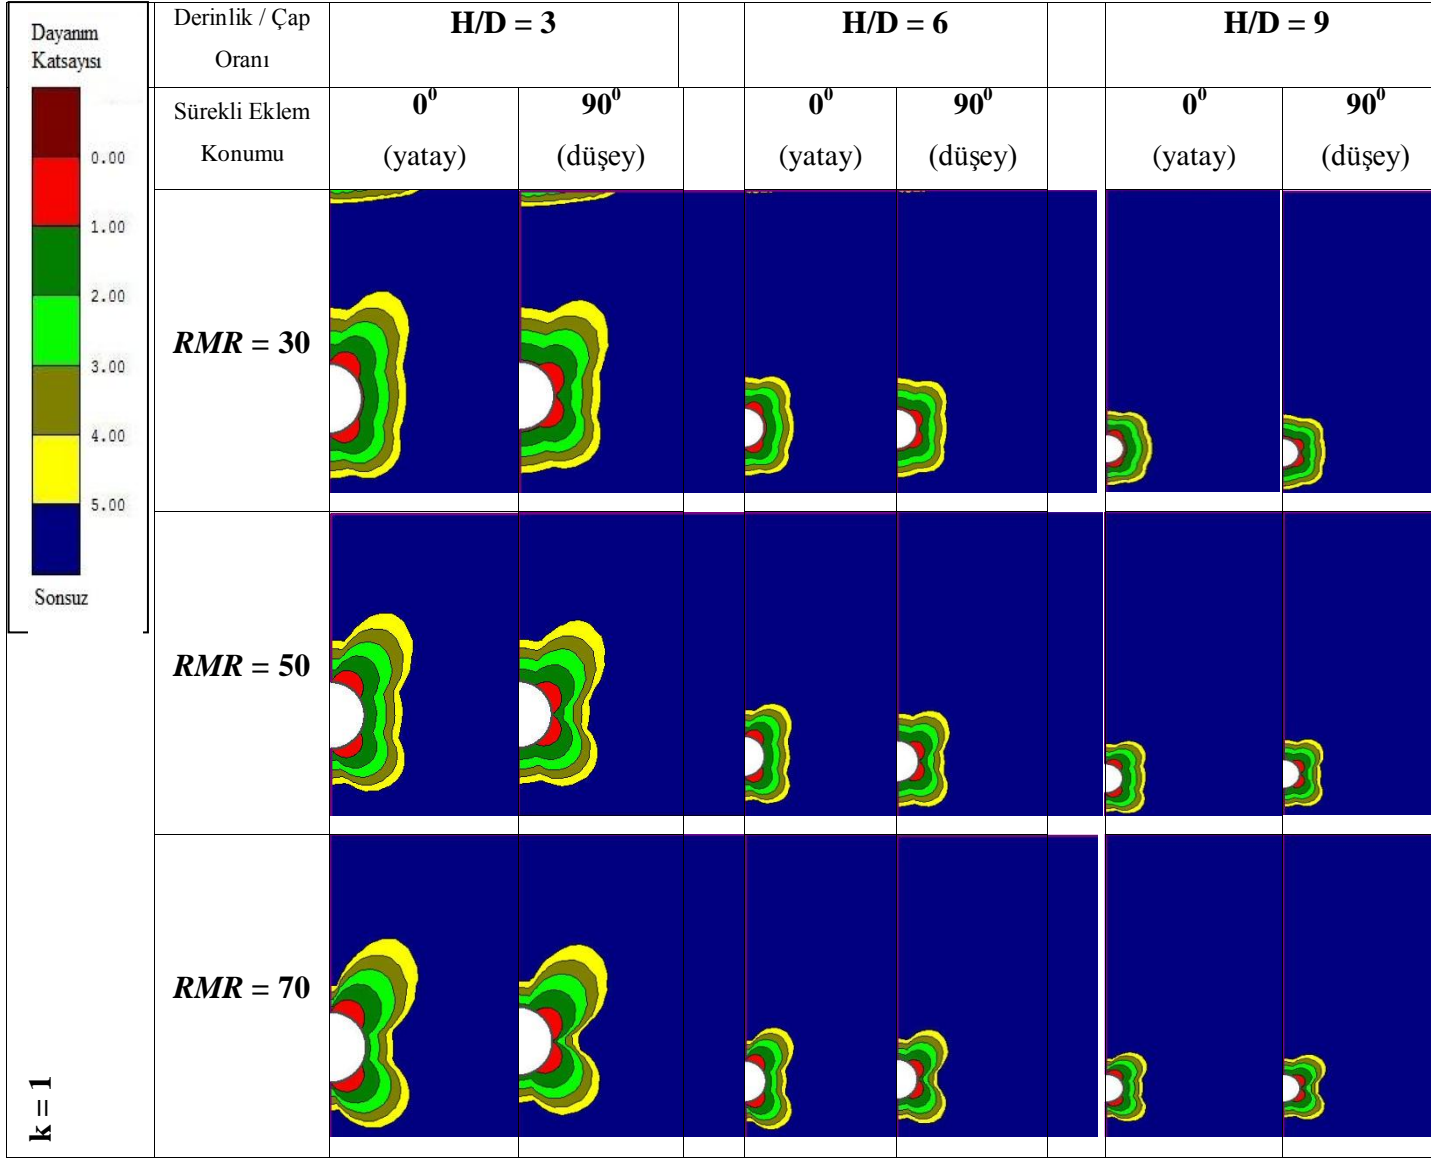 Dayanım
Katsayısı
0.00
1.00
2.00
3.00
4.00
5.00
Sonsuz
k = 1
Derinlik / Çap
Oranı
H/D = 3
H/D = 6
H/D = 9
Sürekli Eklem
Konumu
0⁰
(yatay)
90⁰
(düşey)
0⁰
(yatay)
90⁰
(düşey)
0⁰
(yatay)
90⁰
(düşey)
RMR = 30
RMR = 50
RMR = 70